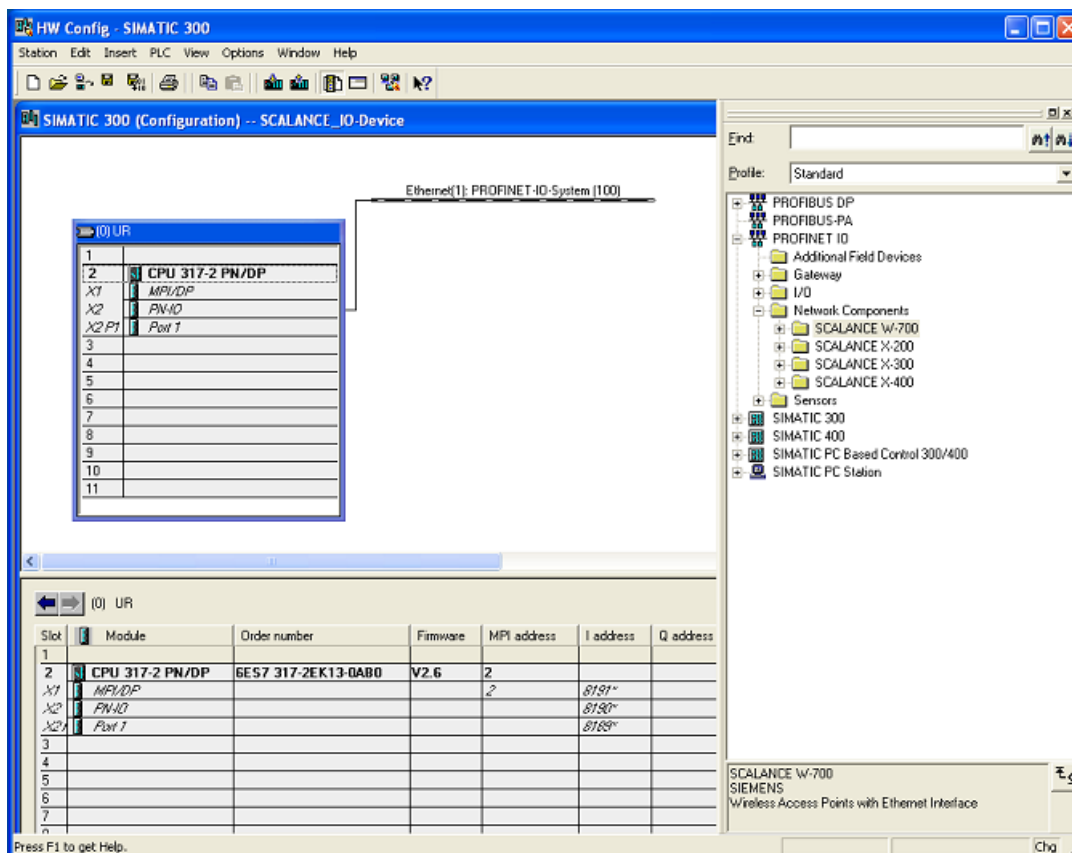 HW Config - SIMATIC 300
Station Edit Insert PLC View Options Window Help
SIMATIC 300 (Configuration) -- SCALANCE_IO-Device
Ethernet(1): PROFINET-IO-System (100)
(0) UR
1
2 CPU 317-2 PN/DP
X1 MPI/DP
X2 PN-IO
X2 P1 Port 1
3
4
5
6
7
8
9
10
11
Find:
Profile: Standard
PROFIBUS DP
PROFIBUS-PA
PROFINET IO
Additional Field Devices
Gateway
I/O
Network Components
SCALANCE W-700
SCALANCE X-200
SCALANCE X-300
SCALANCE X-400
Sensors
SIMATIC 300
SIMATIC 400
SIMATIC PC Based Control 300/400
SIMATIC PC Station
(0) UR
Slot Module Order number Firmware MPI address I address Q address
1
2 CPU 317-2 PN/DP 6ES7 317-2EK13-0AB0 V2.6 2
X1 MPI/DP 2 8191*
X2 PN-IO 8190*
X2 Port 1 8189*
3
4
5
6
7
SCALANCE W-700
SIEMENS
Wireless Access Points with Ethernet Interface
Press F1 to get Help.
Chg